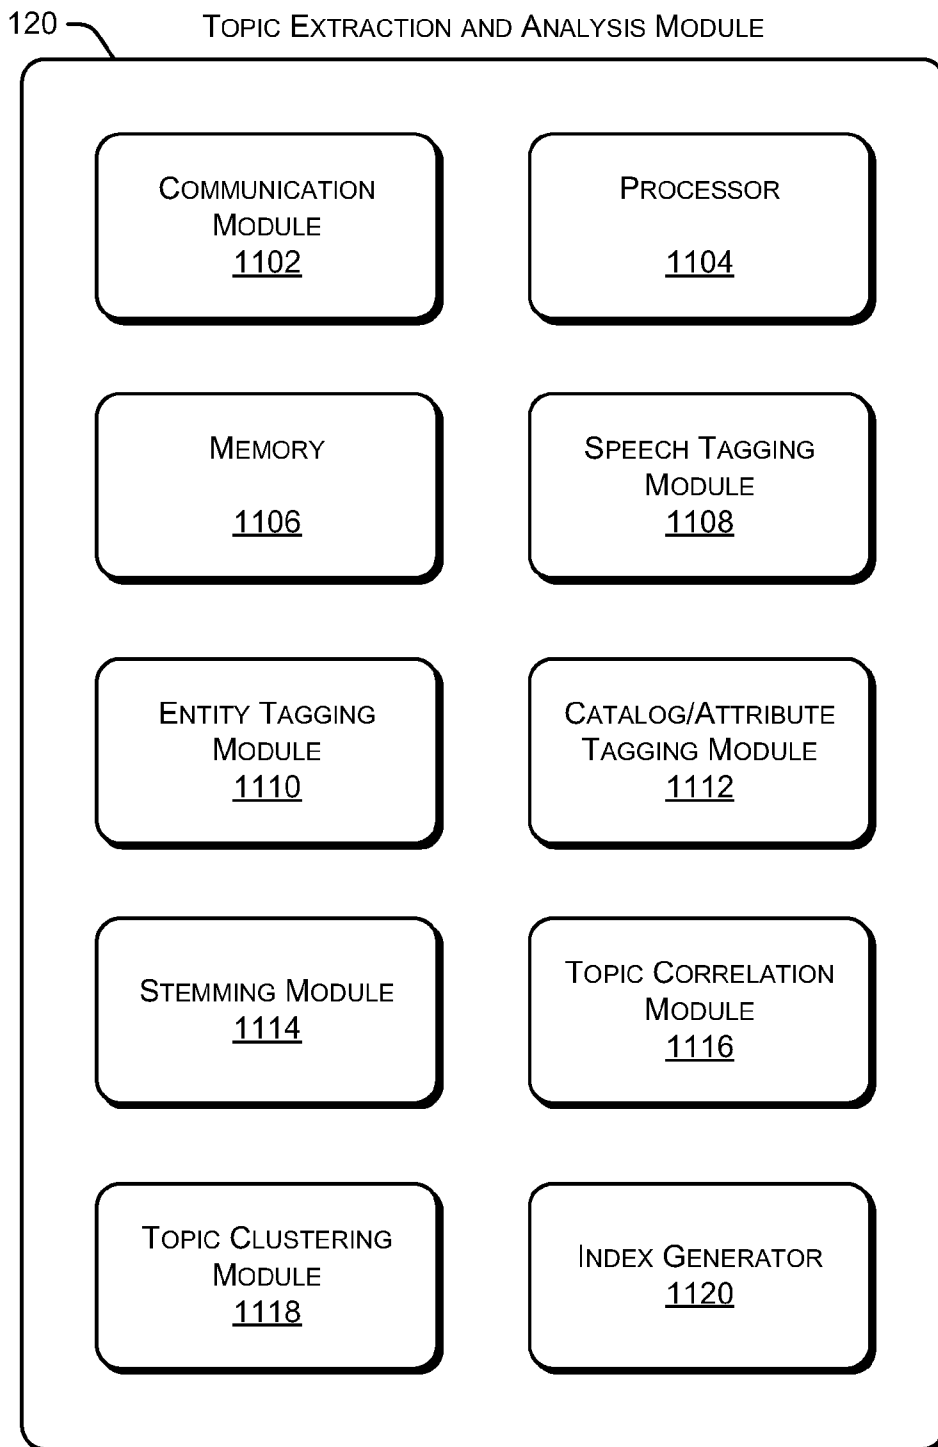 120
TOPIC EXTRACTION AND ANALYSIS MODULE
COMMUNICATION
MODULE
1102
PROCESSOR
1104
MEMORY
1106
SPEECH TAGGING
MODULE
1108
ENTITY TAGGING
MODULE
1110
CATALOG/ATTRIBUTE
TAGGING MODULE
1112
STEMMING MODULE
1114
TOPIC CORRELATION
MODULE
1116
TOPIC CLUSTERING
MODULE
1118
INDEX GENERATOR
1120